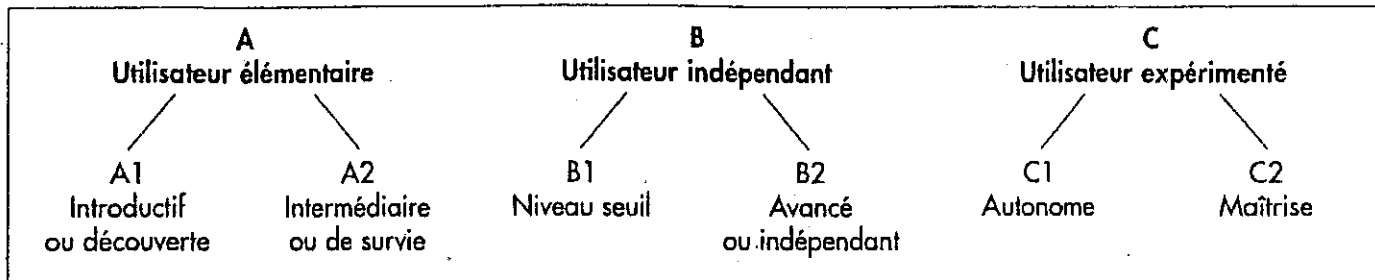 A
Utilisateur élémentaire
B
Utilisateur indépendant
C
Utilisateur expérimenté
A1
Introductif
ou découverte
A2
Intermédiaire
ou de survie
B1
Niveau seuil
B2
Avancé
ou indépendant
C1
Autonome
C2
Maîtrise